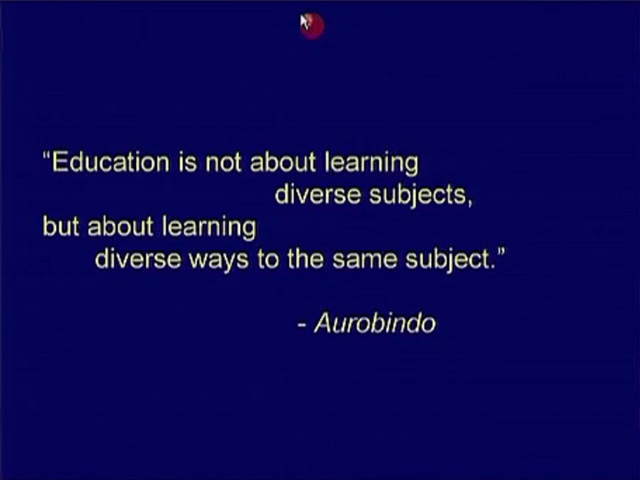 “Education is not about learning
diverse subjects,
but about learning
diverse ways to the same subject.”
- Aurobindo